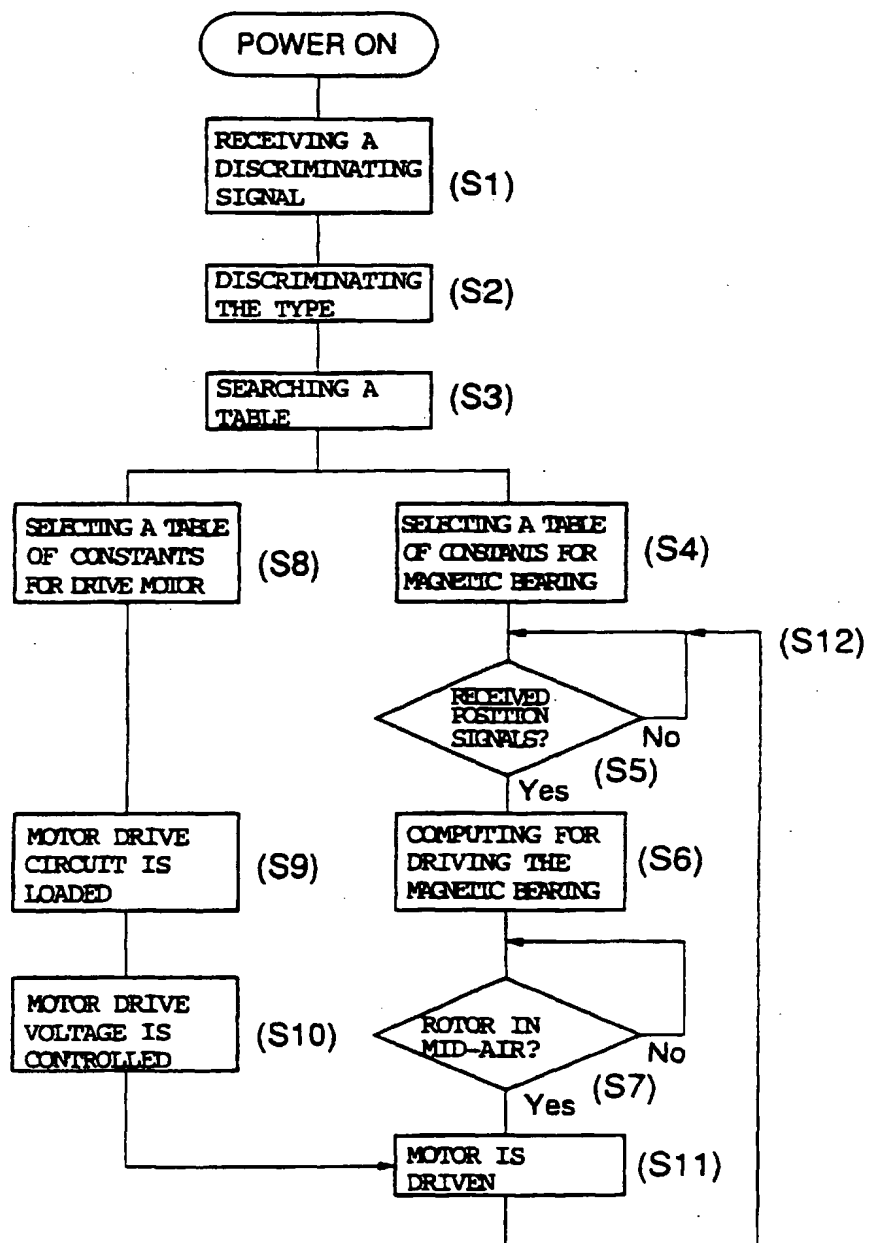 POWER ON
RECEIVING A
DISCRIMINATING
SIGNAL
(S1)
DISCRIMINATING
THE TYPE
(S2)
SEARCHING A
TABLE
(S3)
SELECTING A TABLE
OF CONSTANTS
FOR DRIVE MOTOR
(S8)
SELECTING A TABLE
OF CONSTANTS FOR
MAGNETIC BEARING
(S4)
(S12)
RECEIVED
POSITION
SIGNALS?
No
(S5)
Yes
MOTOR DRIVE
CIRCUIT IS
LOADED
(S9)
COMPUTING FOR
DRIVING THE
MAGNETIC BEARING
(S6)
MOTOR DRIVE
VOLTAGE IS
CONTROLLED
(S10)
ROTOR IN
MID-AIR?
No
(S7)
Yes
MOTOR IS
DRIVEN
(S11)